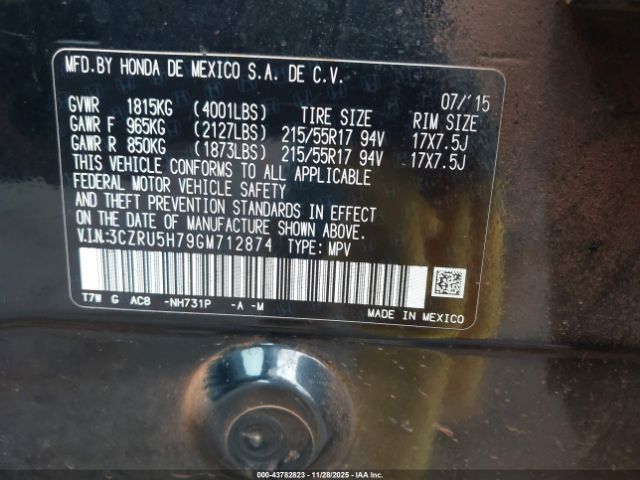 MFD.BY HONDA DE MEXICO S.A. DE C.V.
07/'15
GVWR 1815KG (4001LBS) TIRE SIZE RIM SIZE
GAWR F 965KG (2127LBS) 215/55R17 94V 17X7.5J
GAWR R 850KG (1873LBS) 215/55R17 94V 17X7.5J
THIS VEHICLE CONFORMS TO ALL APPLICABLE
FEDERAL MOTOR VEHICLE SAFETY
AND THEFT PREVENTION STANDARDS IN EFFECT
ON THE DATE OF MANUFACTURE SHOWN ABOVE.
V.I.N.:3CZRU5H79GM712874 TYPE: MPV
T7W G AC8 -NH731P -A -M
MADE IN MEXICO
000-43782823 - 11/28/2025 - IAA Inc.